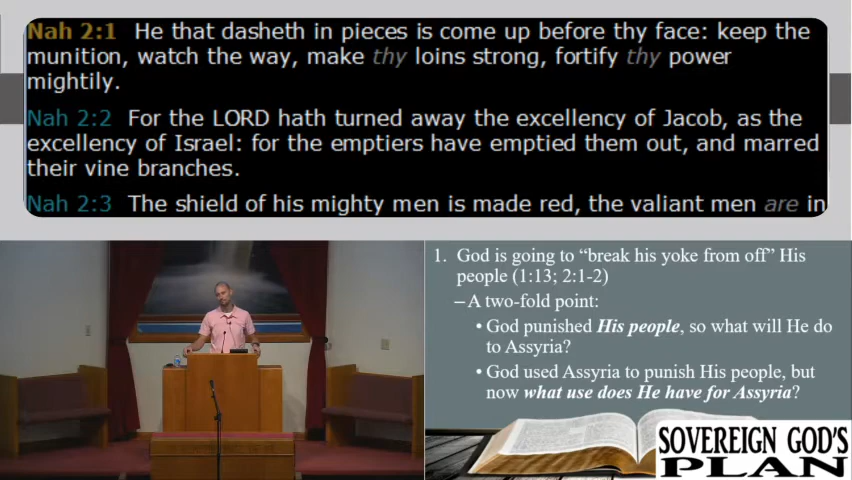 Nah 2:1 He that dasheth in pieces is come up before thy face: keep the
munition, watch the way, make thy loins strong, fortify thy power
mightily.
Nah 2:2 For the LORD hath turned away the excellency of Jacob, as the
excellency of Israel: for the emptiers have emptied them out, and marred
their vine branches.
Nah 2:3 The shield of his mighty men is made red, the valiant men are in
1. God is going to “break his yoke from off” His
people (1:13; 2:1-2)
–A two-fold point:
• God punished His people, so what will He do
to Assyria?
• God used Assyria to punish His people, but
now what use does He have for Assyria?
SOVEREIGN GOD'S
PLAN